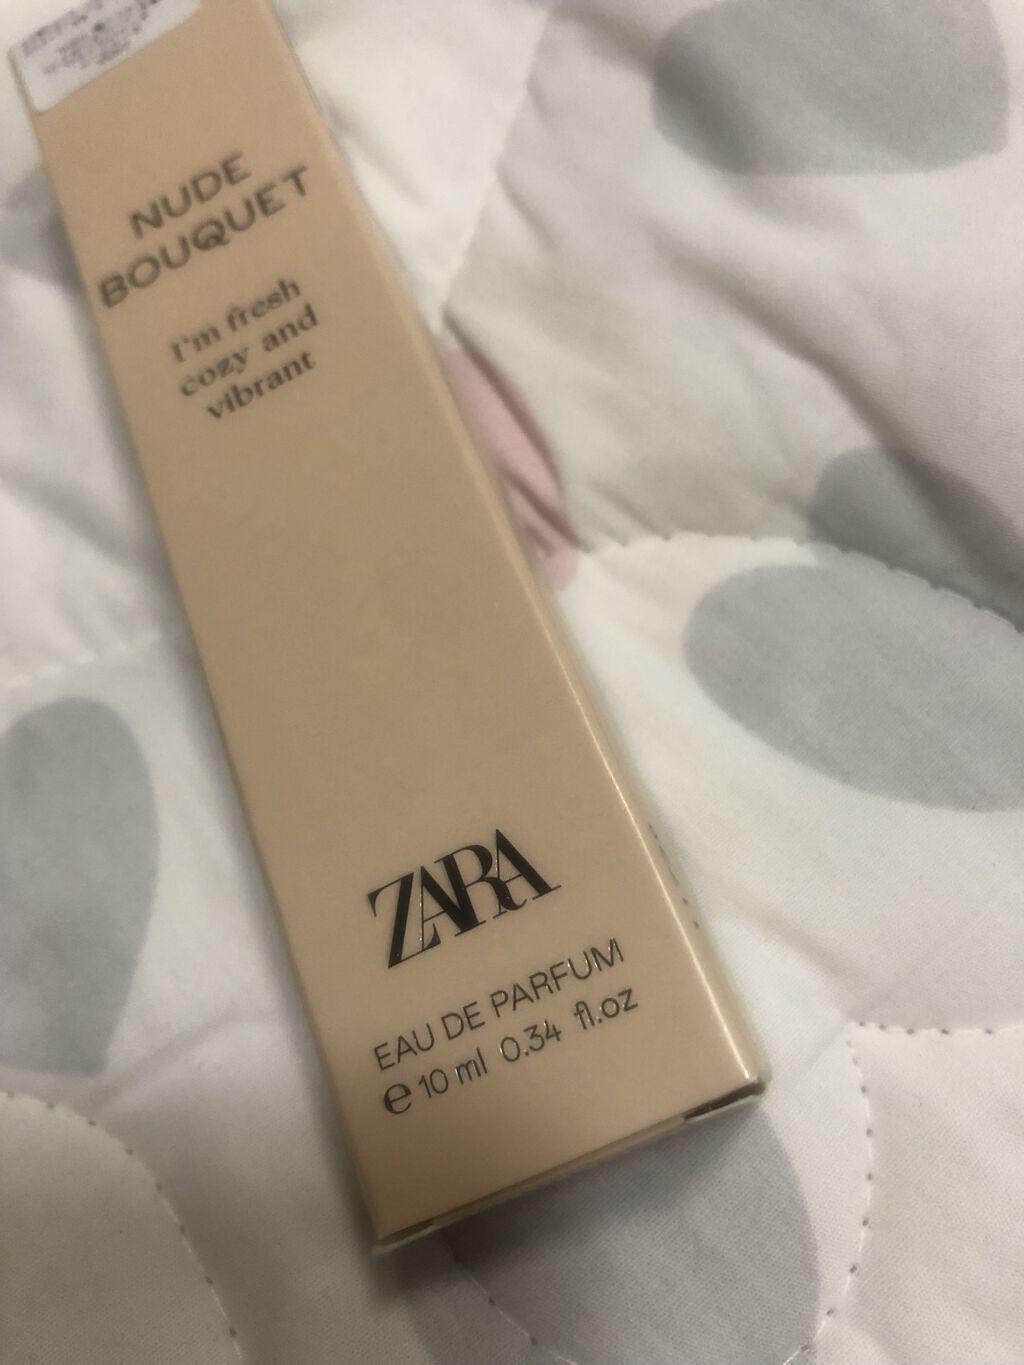 NUDE
BOUQUET
I'm fresh
cozy and
vibrant
ZARA
EAU DE PARFUM
e 10 ml 0.34 fl.oz